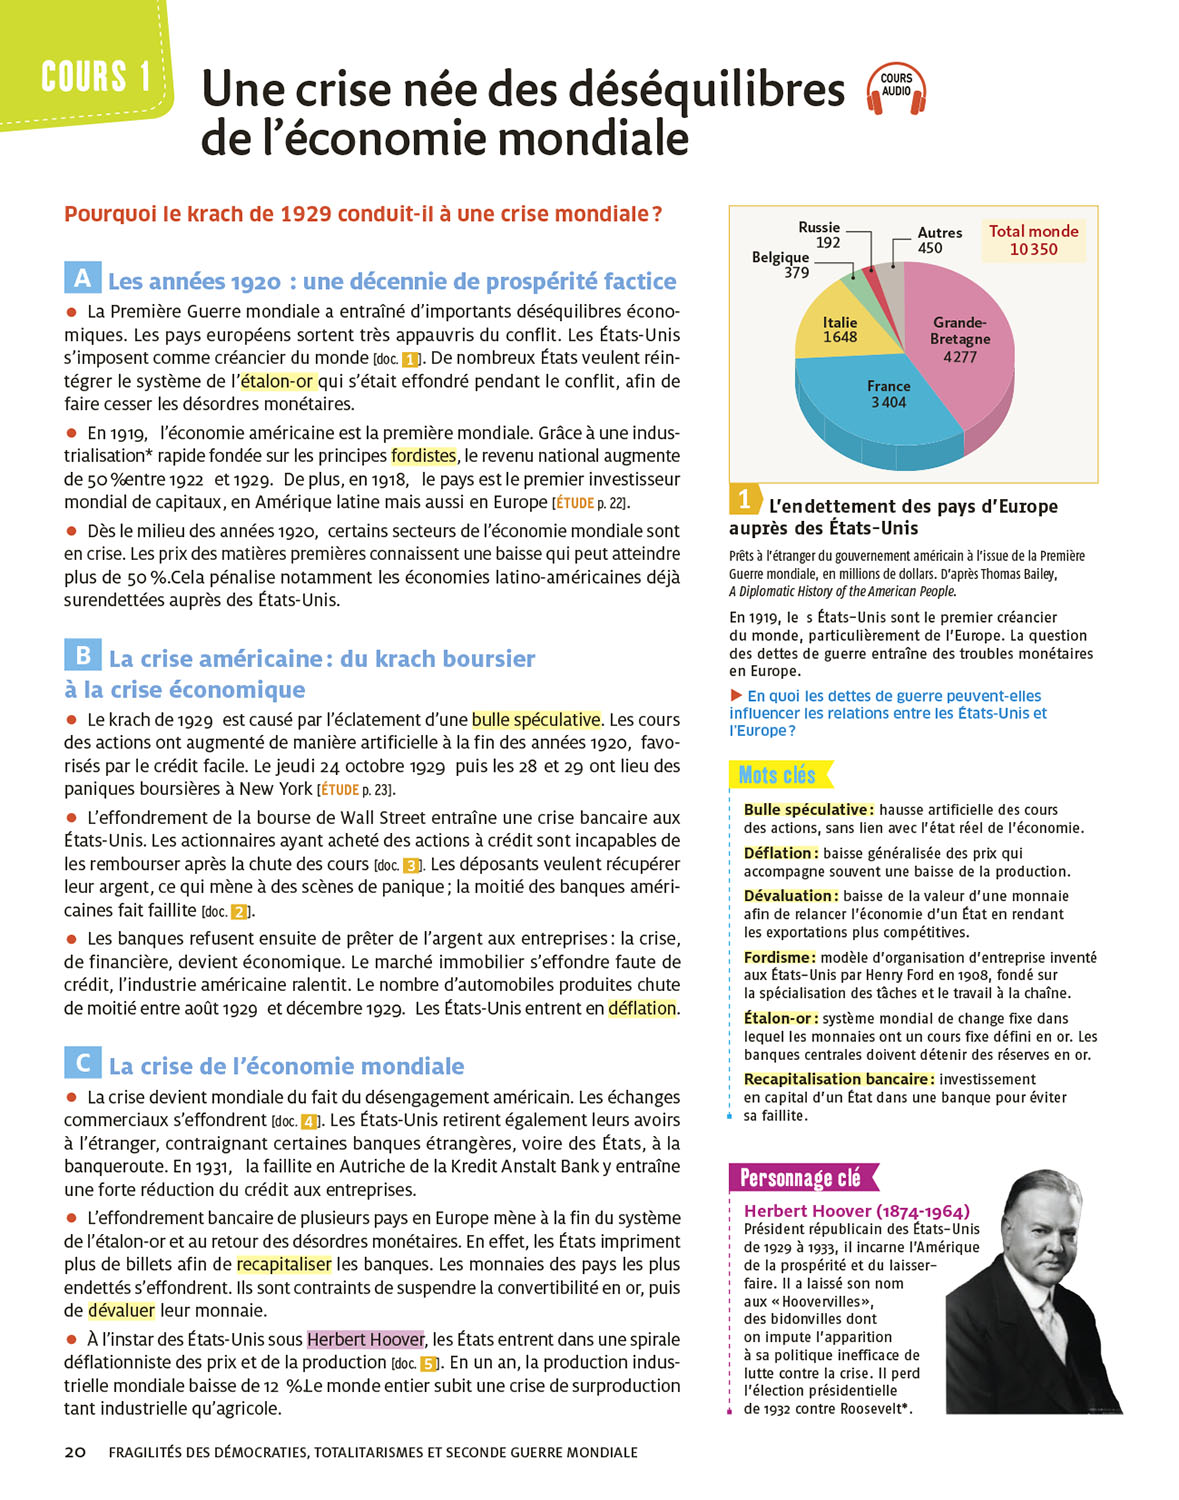 COURS 1
Une crise née des déséquilibres
de l'économie mondiale
COURS
AUDIO
Pourquoi le krach de 1929 conduit-il à une crise mondiale ?
A Les années 1920 : une décennie de prospérité factice
• La Première Guerre mondiale a entraîné d'importants déséquilibres écono-
miques. Les pays européens sortent très appauvris du conflit. Les États-Unis
s'imposent comme créancier du monde [doc. 1]. De nombreux États veulent réin-
tégrer le système de l'étalon-or qui s'était effondré pendant le conflit, afin de
faire cesser les désordres monétaires.
• En 1919, l'économie américaine est la première mondiale. Grâce à une indus-
trialisation* rapide fondée sur les principes fordistes, le revenu national augmente
de 50 %entre 1922 et 1929. De plus, en 1918, le pays est le premier investisseur
mondial de capitaux, en Amérique latine mais aussi en Europe [ÉTUDE p. 22].
• Dès le milieu des années 1920, certains secteurs de l'économie mondiale sont
en crise. Les prix des matières premières connaissent une baisse qui peut atteindre
plus de 50 %.Cela pénalise notamment les économies latino-américaines déjà
surendettées auprès des États-Unis.
B La crise américaine : du krach boursier
à la crise économique
• Le krach de 1929 est causé par l'éclatement d'une bulle spéculative. Les cours
des actions ont augmenté de manière artificielle à la fin des années 1920, favo-
risés par le crédit facile. Le jeudi 24 octobre 1929 puis les 28 et 29 ont lieu des
paniques boursières à New York [ÉTUDE p. 23].
• L'effondrement de la bourse de Wall Street entraîne une crise bancaire aux
États-Unis. Les actionnaires ayant acheté des actions à crédit sont incapables de
les rembourser après la chute des cours [doc. 3]. Les déposants veulent récupérer
leur argent, ce qui mène à des scènes de panique ; la moitié des banques améri-
caines fait faillite [doc. 2].
• Les banques refusent ensuite de prêter de l'argent aux entreprises : la crise,
de financière, devient économique. Le marché immobilier s'effondre faute de
crédit, l'industrie américaine ralentit. Le nombre d'automobiles produites chute
de moitié entre août 1929 et décembre 1929. Les États-Unis entrent en déflation.
C La crise de l'économie mondiale
• La crise devient mondiale du fait du désengagement américain. Les échanges
commerciaux s'effondrent [doc. 4]. Les États-Unis retirent également leurs avoirs
à l'étranger, contraignant certaines banques étrangères, voire des États, à la
banqueroute. En 1931, la faillite en Autriche de la Kredit Anstalt Bank y entraîne
une forte réduction du crédit aux entreprises.
• L'effondrement bancaire de plusieurs pays en Europe mène à la fin du système
de l'étalon-or et au retour des désordres monétaires. En effet, les États impriment
plus de billets afin de recapitaliser les banques. Les monnaies des pays les plus
endettés s'effondrent. Ils sont contraints de suspendre la convertibilité en or, puis
de dévaluer leur monnaie.
• À l'instar des États-Unis sous Herbert Hoover, les États entrent dans une spirale
déflationniste des prix et de la production [doc. 5]. En un an, la production indus-
trielle mondiale baisse de 12 %.Le monde entier subit une crise de surproduction
tant industrielle qu'agricole.
Russie
192
Autres
450
Total monde
10 350
Belgique
379
Italie
1 648
Grande-
Bretagne
4 277
France
3 404
1 L'endettement des pays d'Europe
auprès des États-Unis
Prêts à l'étranger du gouvernement américain à l'issue de la Première
Guerre mondiale, en millions de dollars. D'après Thomas Bailey,
A Diplomatic History of the American People.
En 1919, le s États-Unis sont le premier créancier
du monde, particulièrement de l'Europe. La question
des dettes de guerre entraîne des troubles monétaires
en Europe.
► En quoi les dettes de guerre peuvent-elles
influencer les relations entre les États-Unis et
l'Europe ?
Mots clés
Bulle spéculative : hausse artificielle des cours
des actions, sans lien avec l'état réel de l'économie.
Déflation : baisse généralisée des prix qui
accompagne souvent une baisse de la production.
Dévaluation : baisse de la valeur d'une monnaie
afin de relancer l'économie d'un État en rendant
les exportations plus compétitives.
Fordisme : modèle d'organisation d'entreprise inventé
aux États-Unis par Henry Ford en 1908, fondé sur
la spécialisation des tâches et le travail à la chaîne.
Étalon-or : système mondial de change fixe dans
lequel les monnaies ont un cours fixe défini en or. Les
banques centrales doivent détenir des réserves en or.
Recapitalisation bancaire : investissement
en capital d'un État dans une banque pour éviter
sa faillite.
Personnage clé
Herbert Hoover (1874-1964)
Président républicain des États-Unis
de 1929 à 1933, il incarne l'Amérique
de la prospérité et du laisser-
faire. Il a laissé son nom
aux « Hoovervilles »,
des bidonvilles dont
on impute l'apparition
à sa politique inefficace de
lutte contre la crise. Il perd
l'élection présidentielle
de 1932 contre Roosevelt*.
20 FRAGILITÉS DES DÉMOCRATIES, TOTALITARISMES ET SECONDE GUERRE MONDIALE